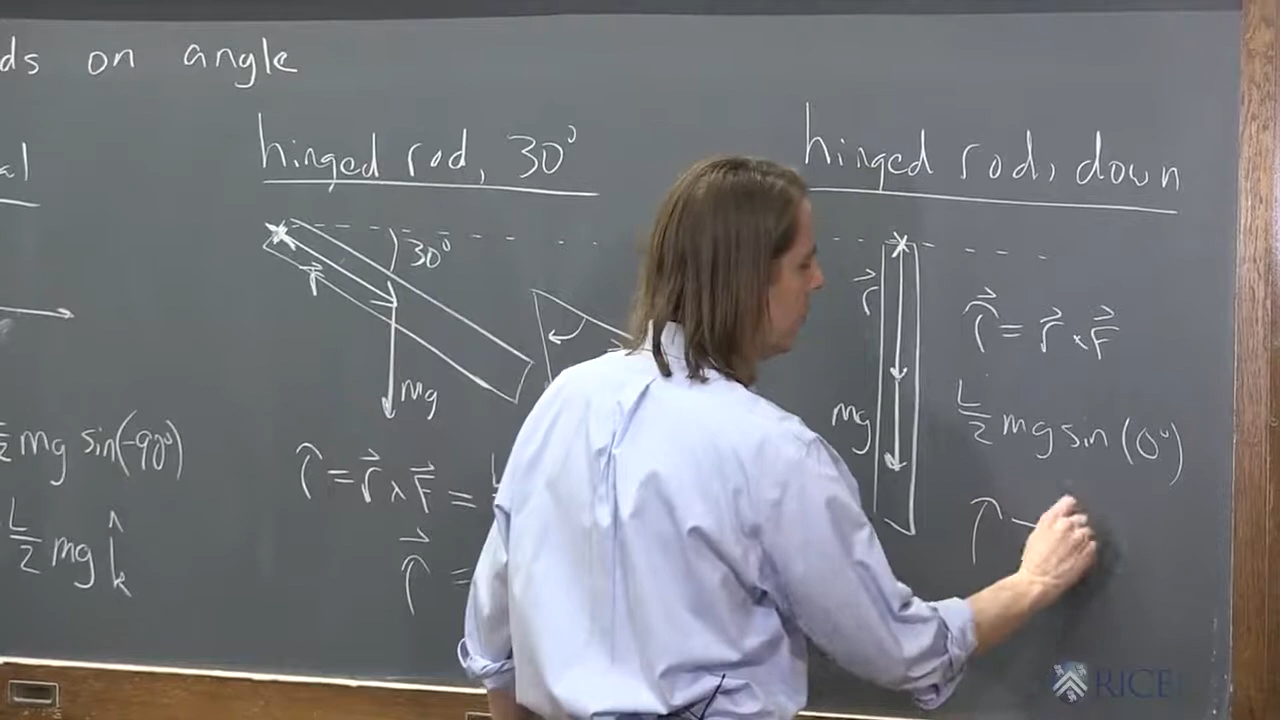 ds on angle
al
mg sin(-90°)
L/2 mg k̂
hinged rod, 30°
30°
r⃗
mg
τ = r⃗ × F⃗ =
τ⃗ =
hinged rod, down
r⃗
mg
τ⃗ = r⃗ × F⃗
L/2 mg sin(0°)
τ
RICE